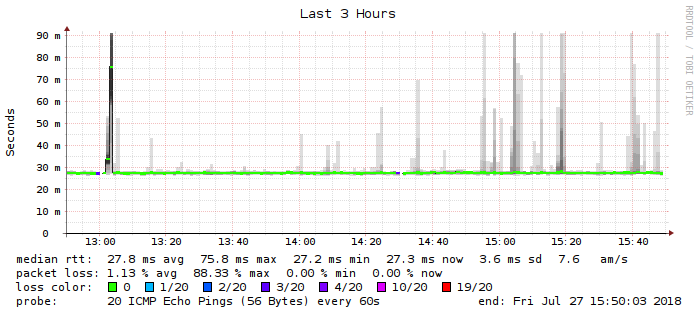 Last 3 Hours
RRDTOOL / TOBI OETIKER
Seconds
90 m
80 m
70 m
60 m
50 m
40 m
30 m
20 m
10 m
0
13:00 13:20 13:40 14:00 14:20 14:40 15:00 15:20 15:40
median rtt: 27.8 ms avg 75.8 ms max 27.2 ms min 27.3 ms now 3.6 ms sd 7.6 am/s
packet loss: 1.13 % avg 88.33 % max 0.00 % min 0.00 % now
loss color: 0 1/20 2/20 3/20 4/20 10/20 19/20
probe: 20 ICMP Echo Pings (56 Bytes) every 60s end: Fri Jul 27 15:50:03 2018